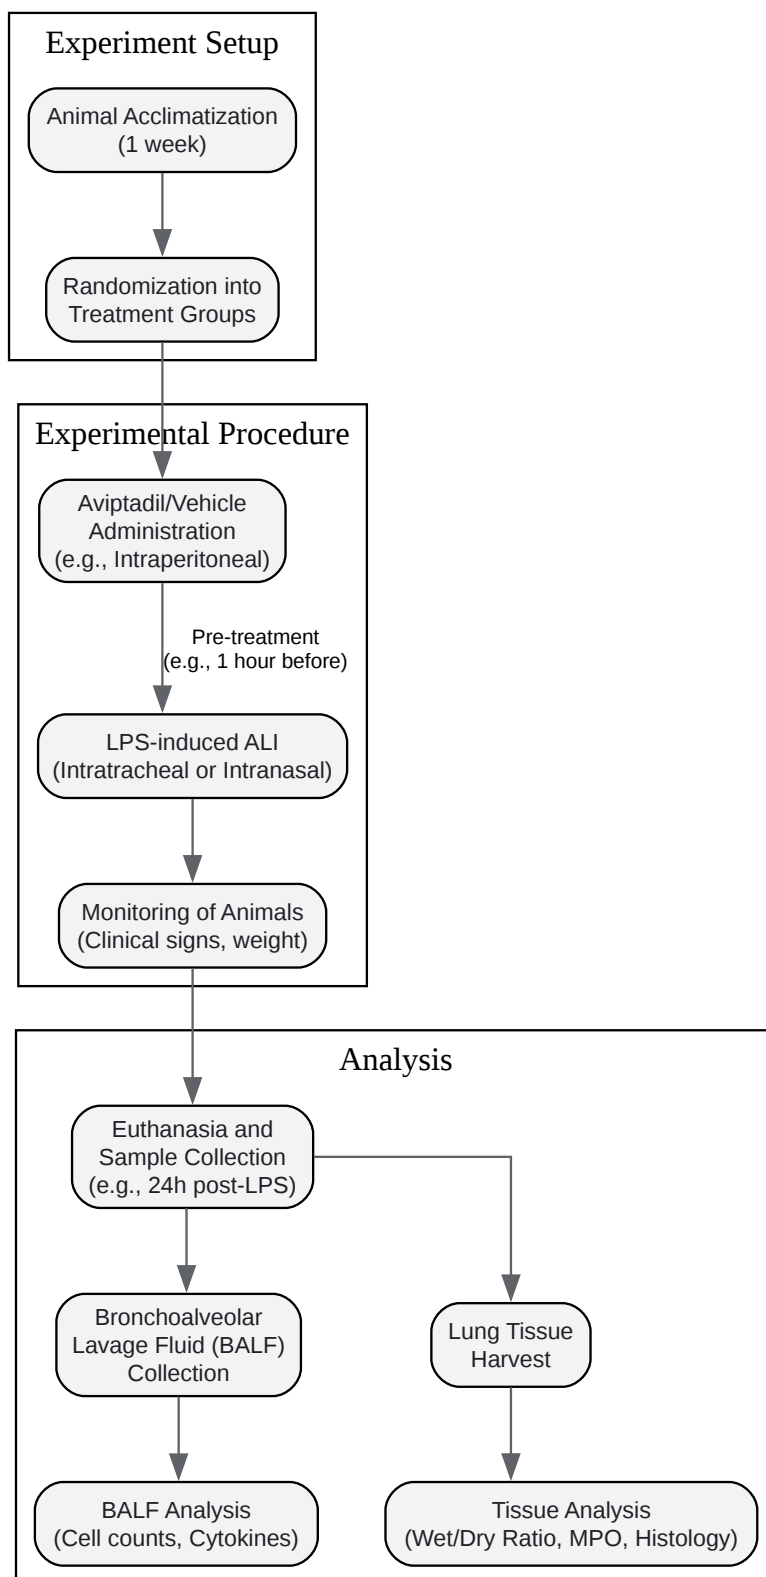 Experiment Setup
Animal Acclimatization
(1 week)
Randomization into
Treatment Groups
Experimental Procedure
Aviptadil/Vehicle
Administration
(e.g., Intraperitoneal)
Pre-treatment
(e.g., 1 hour before)
LPS-induced ALI
(Intratracheal or Intranasal)
Monitoring of Animals
(Clinical signs, weight)
Analysis
Euthanasia and
Sample Collection
(e.g., 24h post-LPS)
Bronchoalveolar
Lavage Fluid (BALF)
Collection
Lung Tissue
Harvest
BALF Analysis
(Cell counts, Cytokines)
Tissue Analysis
(Wet/Dry Ratio, MPO, Histology)